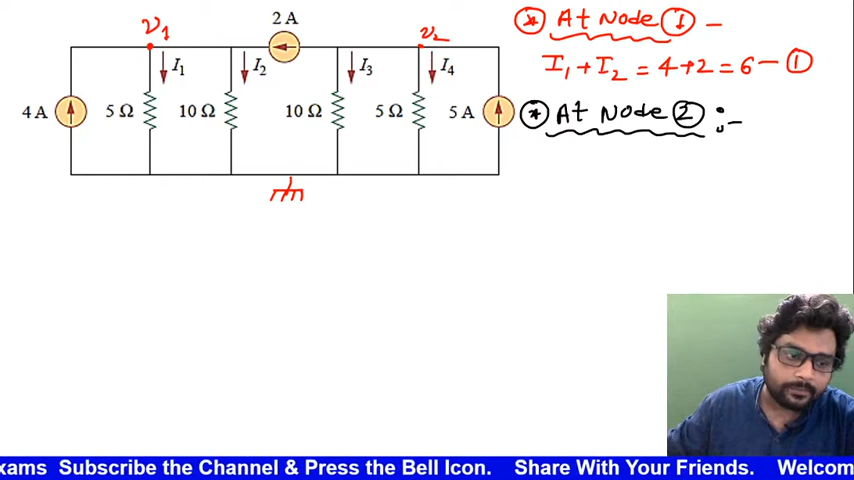 2 A
v1
v2
I1
I2
I3
I4
4 A
5 Ω
10 Ω
10 Ω
5 Ω
5 A
* At Node 1 -
I1 + I2 = 4+2 = 6 - 1
* At Node 2 :-
xams Subscribe the Channel & Press the Bell Icon. Share With Your Friends. Welcom